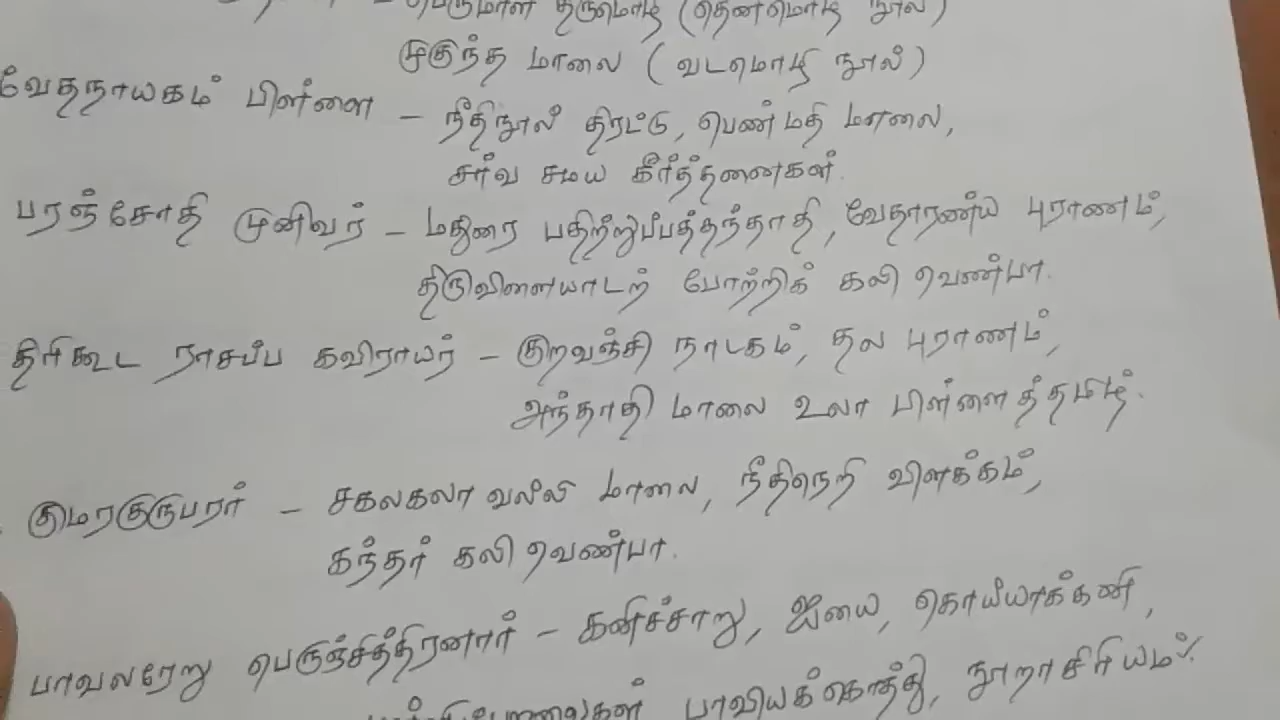 பெருமாள் திருமொழி (தென்மொழி நூல்)
முகுந்த மாலை (வடமொழி நூல்)
வேதநாயகம் பிள்ளை – நீதிநூல் திரட்டு, பெண்மதி மாலை,
சர்வ சமய கீர்த்தனைகள்.
பரஞ்சோதி முனிவர் – மதுரை பதிற்றுப்பத்தந்தாதி, வேதாரண்ய புராணம்,
திருவிளையாடற் போற்றிக் கலி வெண்பா.
திரிகூட ராசப்ப கவிராயர் – குறவஞ்சி நாடகம், தல புராணம்,
அந்தாதி மாலை உலா பிள்ளைத்தமிழ்.
குமரகுருபரர் – சகலகலா வல்லி மாலை, நீதிநெறி விளக்கம்,
கந்தர் கலி வெண்பா.
பாவலரேறு பெருஞ்சித்திரனார் – கனிச்சாறு, ஐயை, கொய்யாக்கனி,
பாவியக்கொத்து, நூறாசிரியம்.